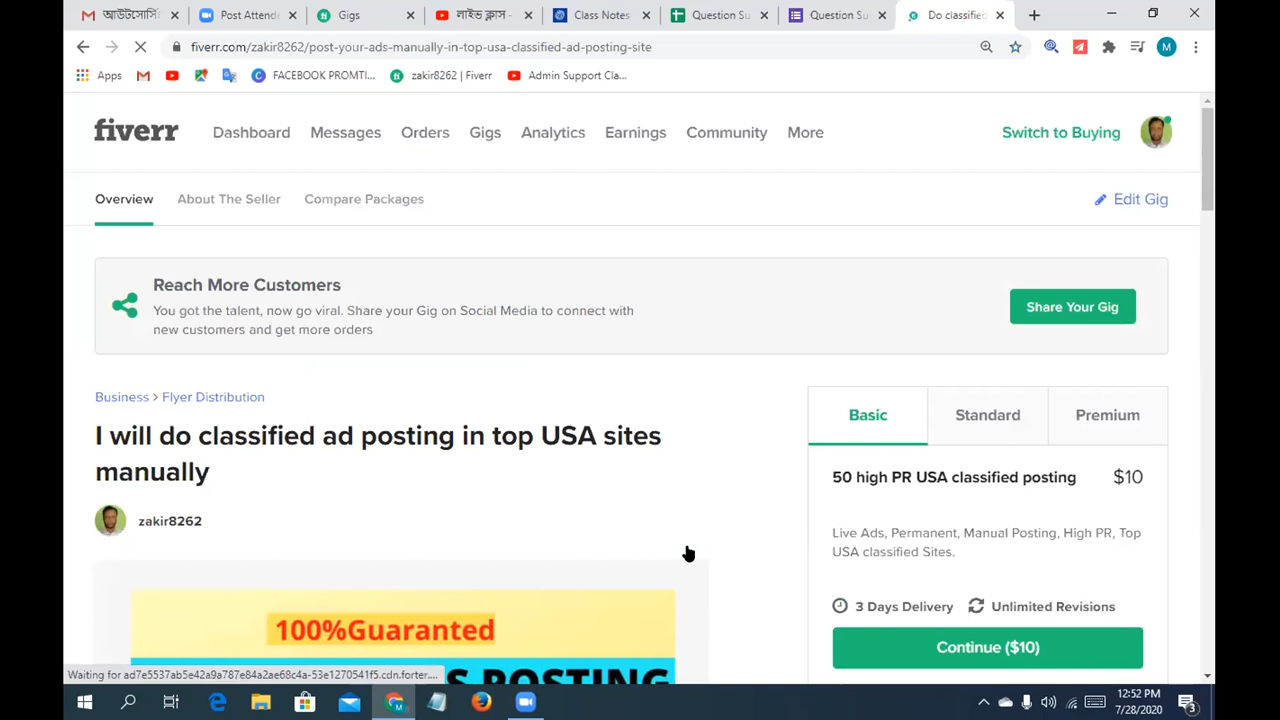 আউটসোর্সি
Post Attende
Gigs
লাইভ ক্লাস -
Class Notes
Question Su
Question Su
Do classified
fiverr.com/zakir8262/post-your-ads-manually-in-top-usa-classified-ad-posting-site
M
Apps
FACEBOOK PROMTI...
zakir8262 | Fiverr
Admin Support Cla...
fiverr
Dashboard
Messages
Orders
Gigs
Analytics
Earnings
Community
More
Switch to Buying
Overview
About The Seller
Compare Packages
Edit Gig
Reach More Customers
You got the talent, now go viral. Share your Gig on Social Media to connect with
new customers and get more orders
Share Your Gig
Business > Flyer Distribution
I will do classified ad posting in top USA sites
manually
zakir8262
Basic
Standard
Premium
50 high PR USA classified posting
$10
Live Ads, Permanent, Manual Posting, High PR, Top
USA classified Sites.
3 Days Delivery
Unlimited Revisions
Continue ($10)
100%Guaranted
S POSTING
Waiting for ad7e5537ab5e42a9a787e84a2ae68c4a-53e1270541f5.cdn.forter....
12:52 PM
7/28/2020
3